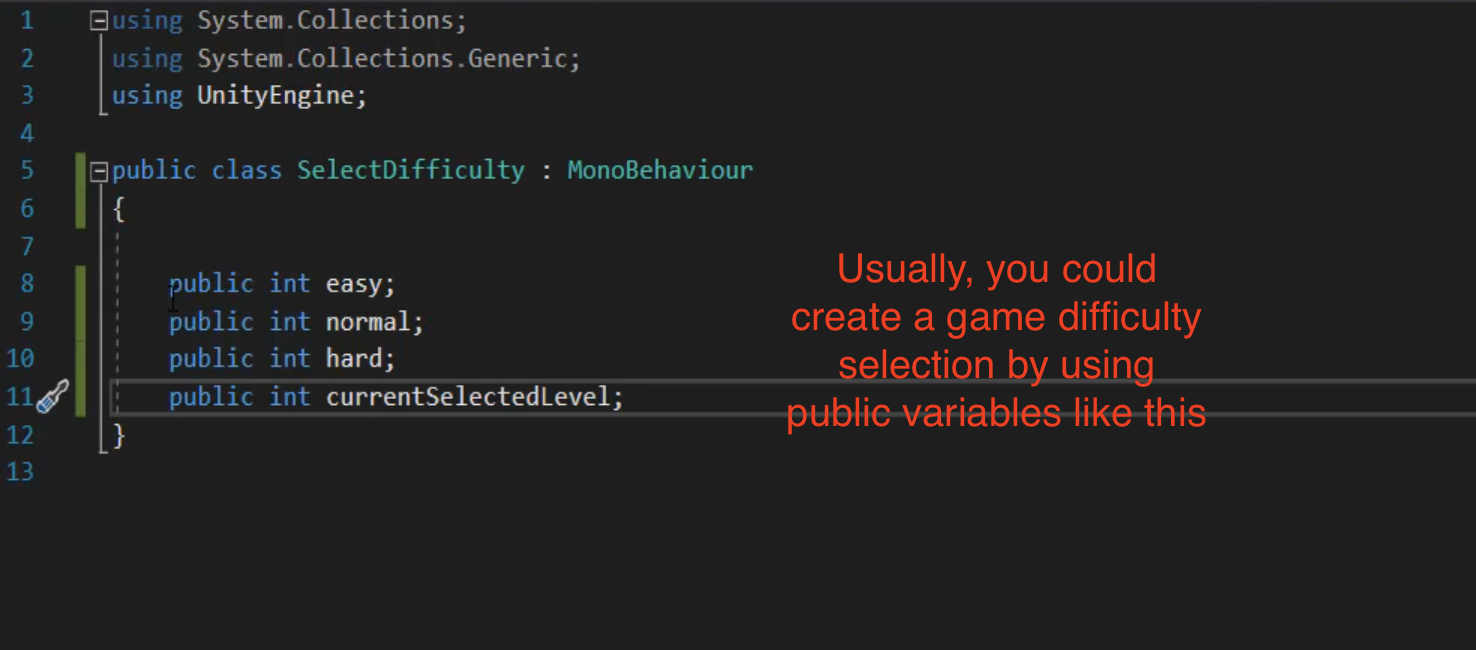 1 using System.Collections;
2 using System.Collections.Generic;
3 using UnityEngine;
4
5 public class SelectDifficulty : MonoBehaviour
6 {
7
8 public int easy;
9 public int normal;
10 public int hard;
11 public int currentSelectedLevel;
12 }
13
Usually, you could
create a game difficulty
selection by using
public variables like this